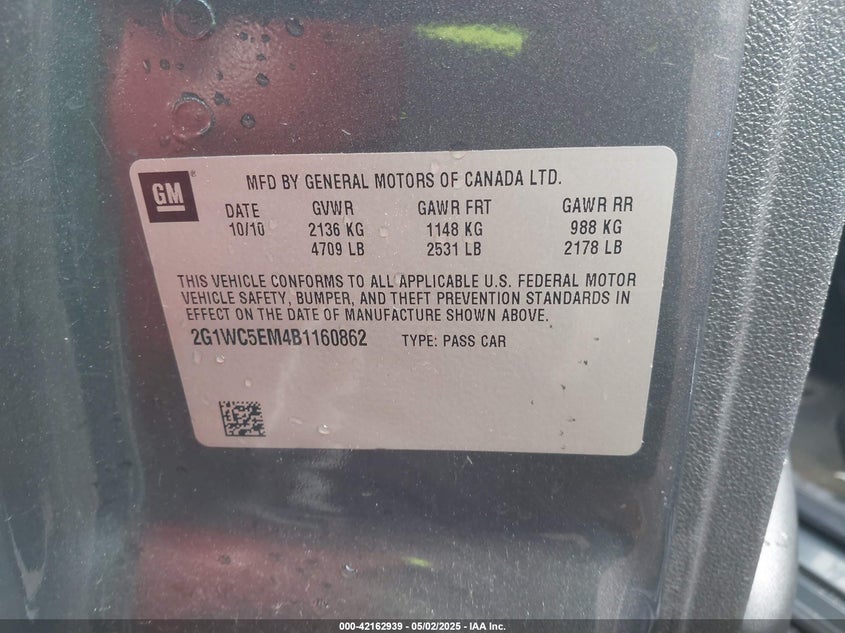 GM
MFD BY GENERAL MOTORS OF CANADA LTD.
DATE GVWR GAWR FRT GAWR RR
10/10 2136 KG 1148 KG 988 KG
4709 LB 2531 LB 2178 LB
THIS VEHICLE CONFORMS TO ALL APPLICABLE U.S. FEDERAL MOTOR
VEHICLE SAFETY, BUMPER, AND THEFT PREVENTION STANDARDS IN
EFFECT ON THE DATE OF MANUFACTURE SHOWN ABOVE.
2G1WC5EM4B1160862 TYPE: PASS CAR
000-42162939 - 05/02/2025 - IAA Inc.